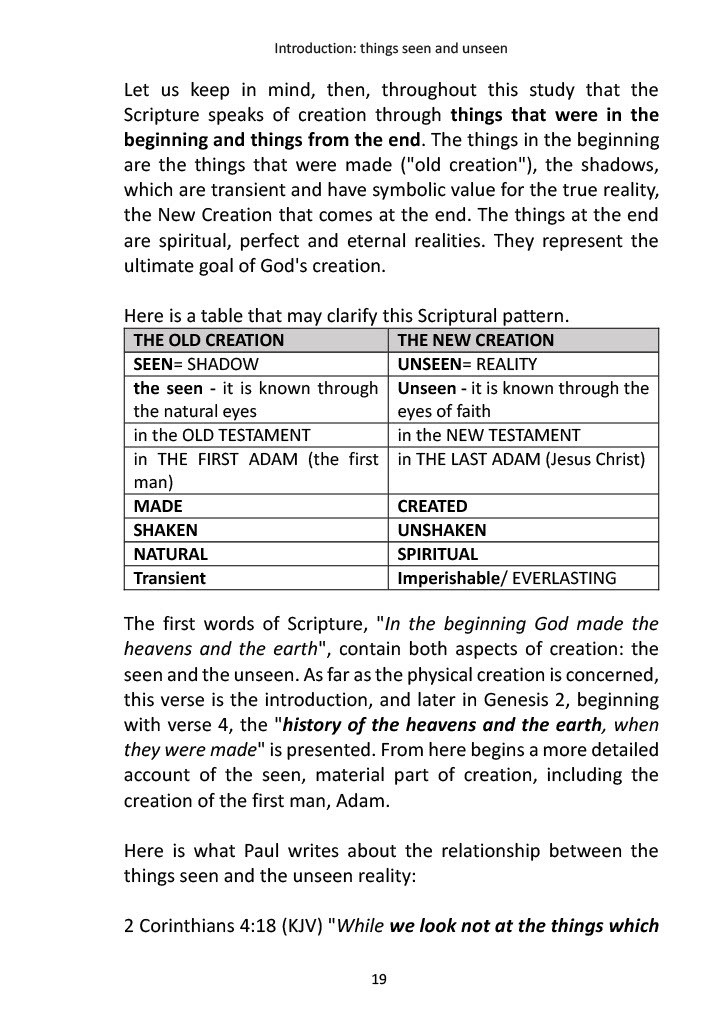 Introduction: things seen and unseen
Let us keep in mind, then, throughout this study that the
Scripture speaks of creation through things that were in the
beginning and things from the end. The things in the beginning
are the things that were made ("old creation"), the shadows,
which are transient and have symbolic value for the true reality,
the New Creation that comes at the end. The things at the end
are spiritual, perfect and eternal realities. They represent the
ultimate goal of God's creation.
Here is a table that may clarify this Scriptural pattern.
THE OLD CREATION THE NEW CREATION
SEEN= SHADOW UNSEEN= REALITY
the seen - it is known through Unseen - it is known through the
the natural eyes eyes of faith
in the OLD TESTAMENT in the NEW TESTAMENT
in THE FIRST ADAM (the first in THE LAST ADAM (Jesus Christ)
man)
MADE CREATED
SHAKEN UNSHAKEN
NATURAL SPIRITUAL
Transient Imperishable/ EVERLASTING
The first words of Scripture, "In the beginning God made the
heavens and the earth", contain both aspects of creation: the
seen and the unseen. As far as the physical creation is concerned,
this verse is the introduction, and later in Genesis 2, beginning
with verse 4, the "history of the heavens and the earth, when
they were made" is presented. From here begins a more detailed
account of the seen, material part of creation, including the
creation of the first man, Adam.
Here is what Paul writes about the relationship between the
things seen and the unseen reality:
2 Corinthians 4:18 (KJV) "While we look not at the things which
19